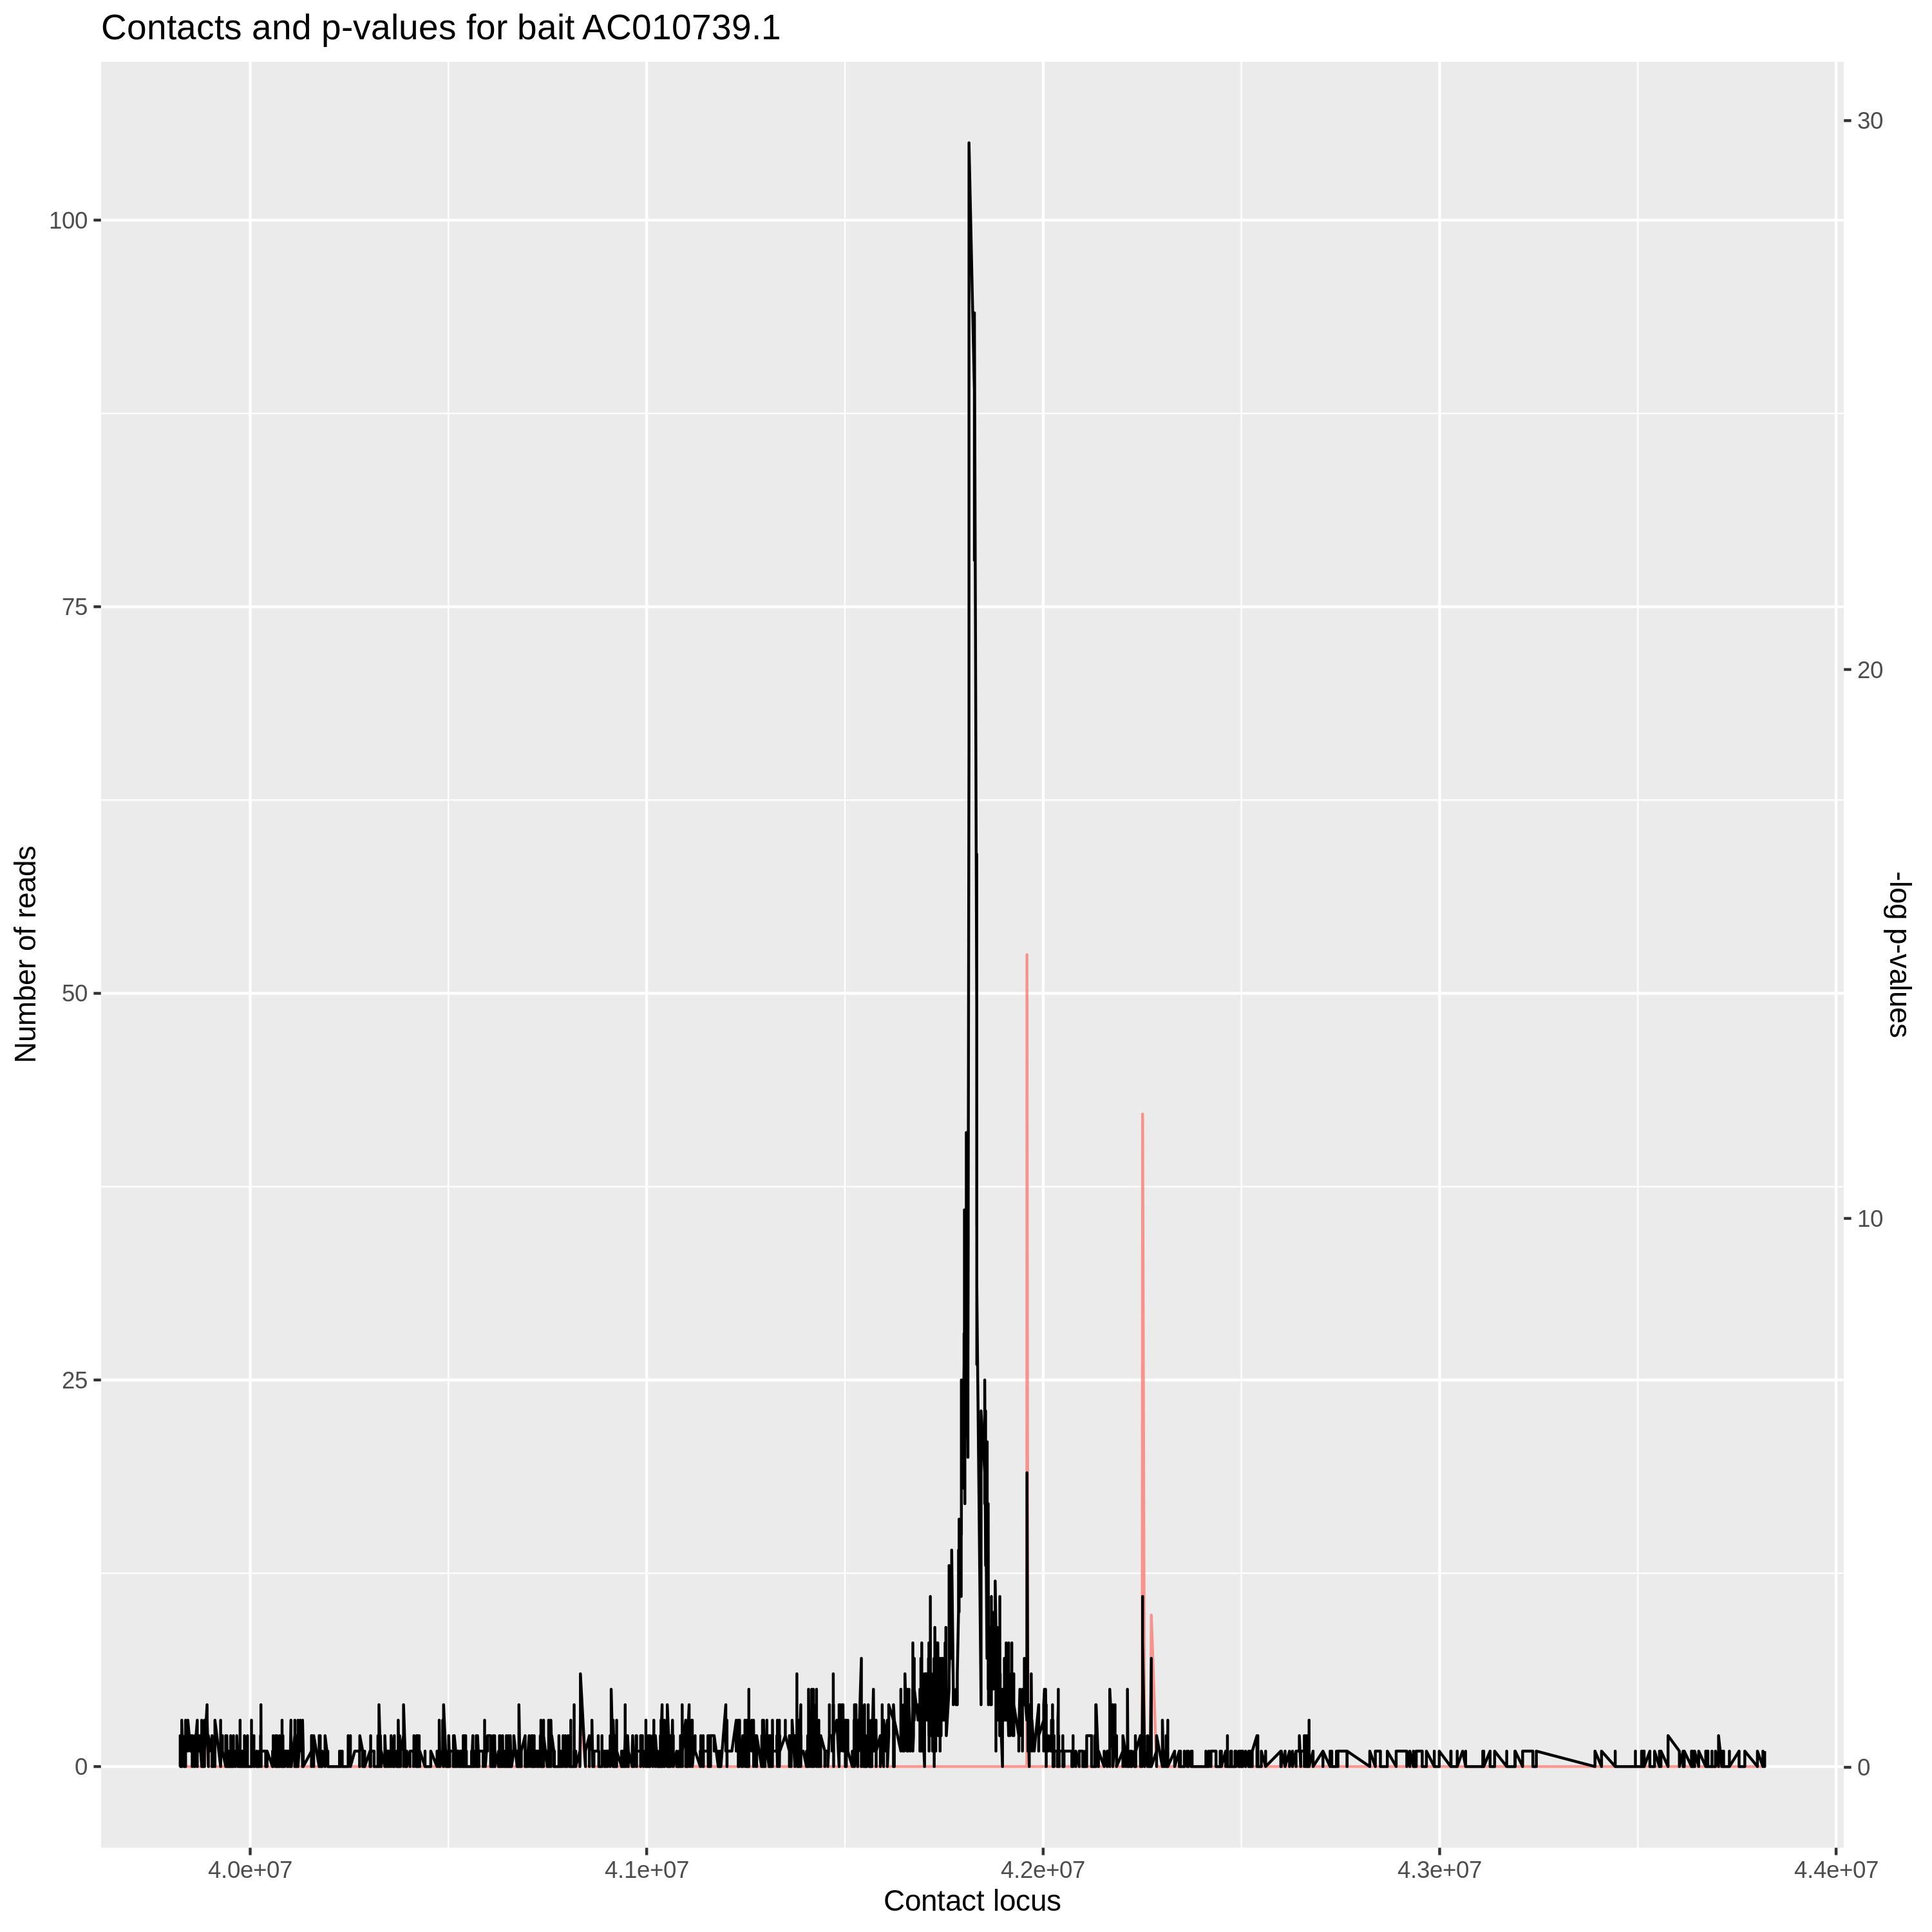 Contacts and p-values for bait AC010739.1
Number of reads
100
75
50
25
0
30
20
10
0
-log p-values
4.0e+07
4.1e+07
4.2e+07
4.3e+07
4.4e+07
Contact locus